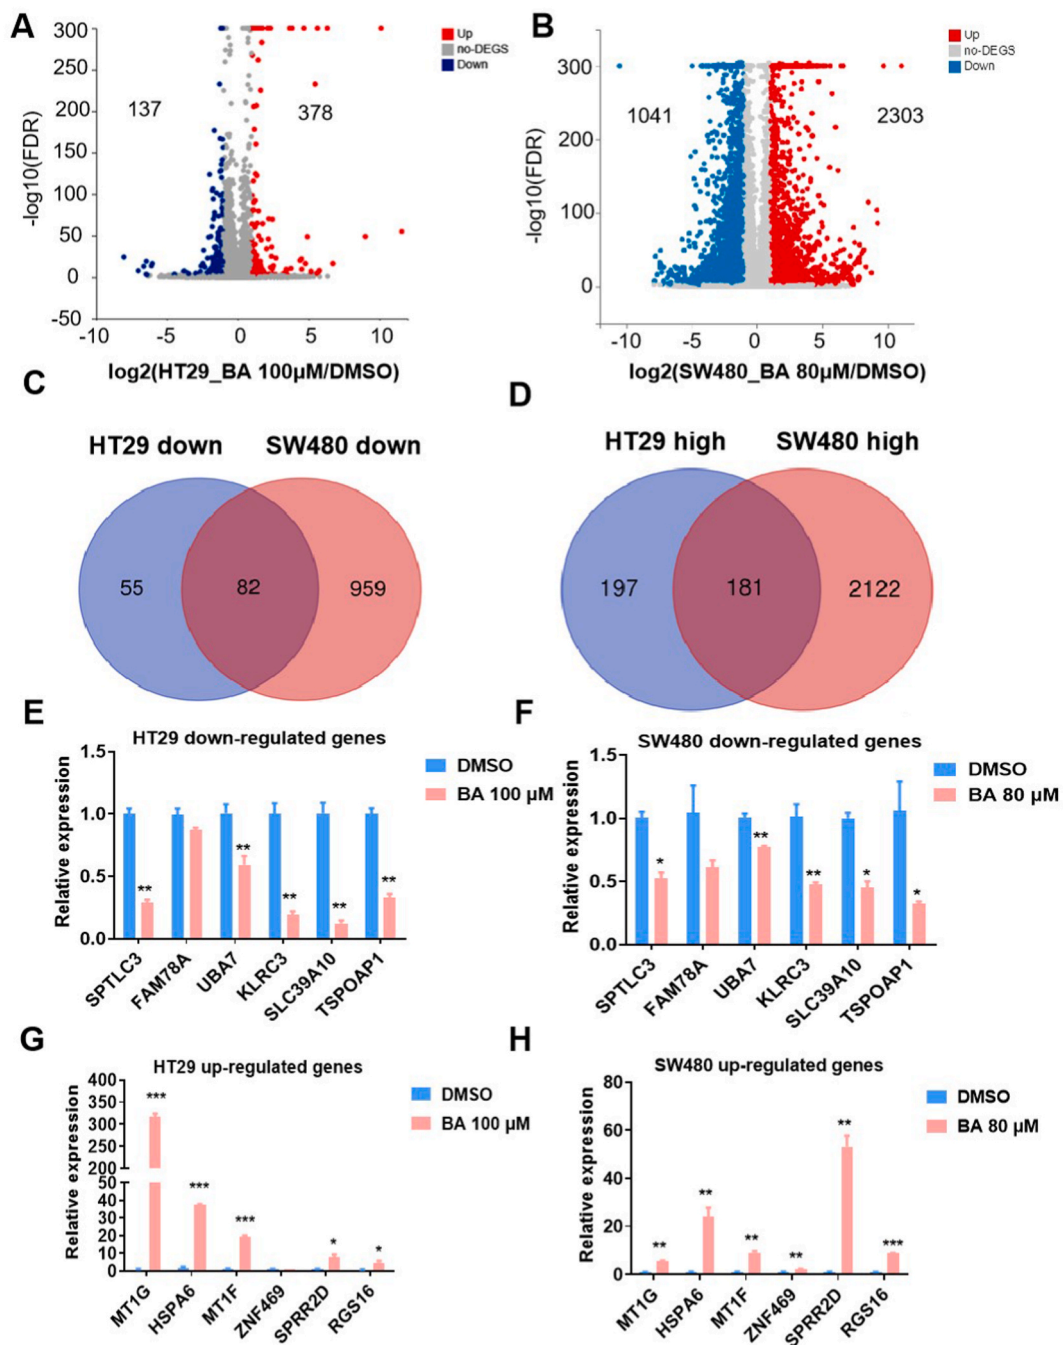 A
300
250
200
150
100
50
0
-50
-log10(FDR)
137
378
Up
no-DEGS
Down
-10
-5
0
5
10
log2(HT29_BA 100μM/DMSO)
B
300
200
100
0
-log10(FDR)
1041
2303
Up
no-DEGS
Down
-10
-5
0
5
10
log2(SW480_BA 80μM/DMSO)
C
HT29 down
SW480 down
55
82
959
D
HT29 high
SW480 high
197
181
2122
E
HT29 down-regulated genes
DMSO
BA 100 μM
Relative expression
1.5
1.0
0.5
0.0
**
**
**
**
**
SPTLC3
FAM78A
UBA7
KLRC3
SLC39A10
TSPOAP1
F
SW480 down-regulated genes
DMSO
BA 80 μM
Relative expression
1.5
1.0
0.5
0.0
*
**
**
*
*
SPTLC3
FAM78A
UBA7
KLRC3
SLC39A10
TSPOAP1
G
HT29 up-regulated genes
DMSO
BA 100 μM
Relative expression
400
350
300
250
200
50
40
30
20
10
0
***
***
***
*
*
MT1G
HSPA6
MT1F
ZNF469
SPRR2D
RGS16
H
SW480 up-regulated genes
DMSO
BA 80 μM
Relative expression
80
60
40
20
0
**
**
**
**
**
***
MT1G
HSPA6
MT1F
ZNF469
SPRR2D
RGS16